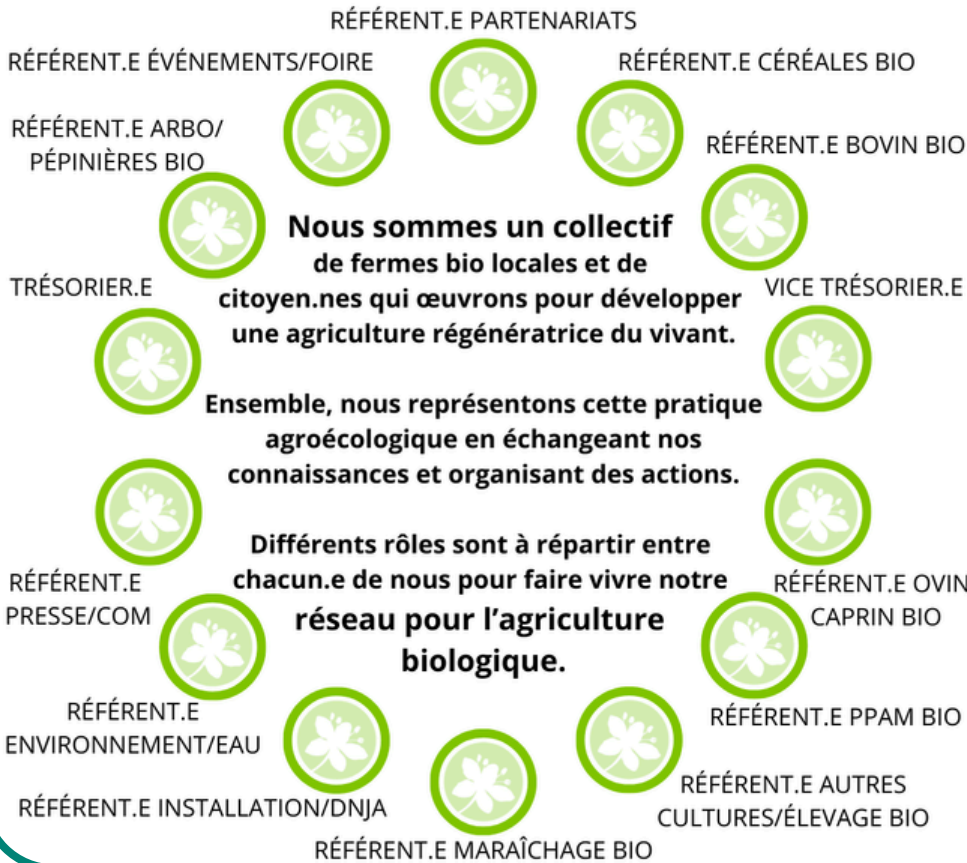 RÉFÉRENT.E PARTENARIATS
RÉFÉRENT.E ÉVÉNEMENTS/FOIRE
RÉFÉRENT.E CÉRÉALES BIO
RÉFÉRENT.E ARBO/
PÉPINIÈRES BIO
RÉFÉRENT.E BOVIN BIO
Nous sommes un collectif
de fermes bio locales et de
citoyen.nes qui œuvrons pour développer
une agriculture régénératrice du vivant.
TRÉSORIER.E
VICE TRÉSORIER.E
Ensemble, nous représentons cette pratique
agroécologique en échangeant nos
connaissances et organisant des actions.
Différents rôles sont à répartir entre
chacun.e de nous pour faire vivre notre
réseau pour l’agriculture
biologique.
RÉFÉRENT.E
PRESSE/COM
RÉFÉRENT.E OVIN
CAPRIN BIO
RÉFÉRENT.E
ENVIRONNEMENT/EAU
RÉFÉRENT.E PPAM BIO
RÉFÉRENT.E INSTALLATION/DNJA
RÉFÉRENT.E AUTRES
CULTURES/ÉLEVAGE BIO
RÉFÉRENT.E MARAÎCHAGE BIO